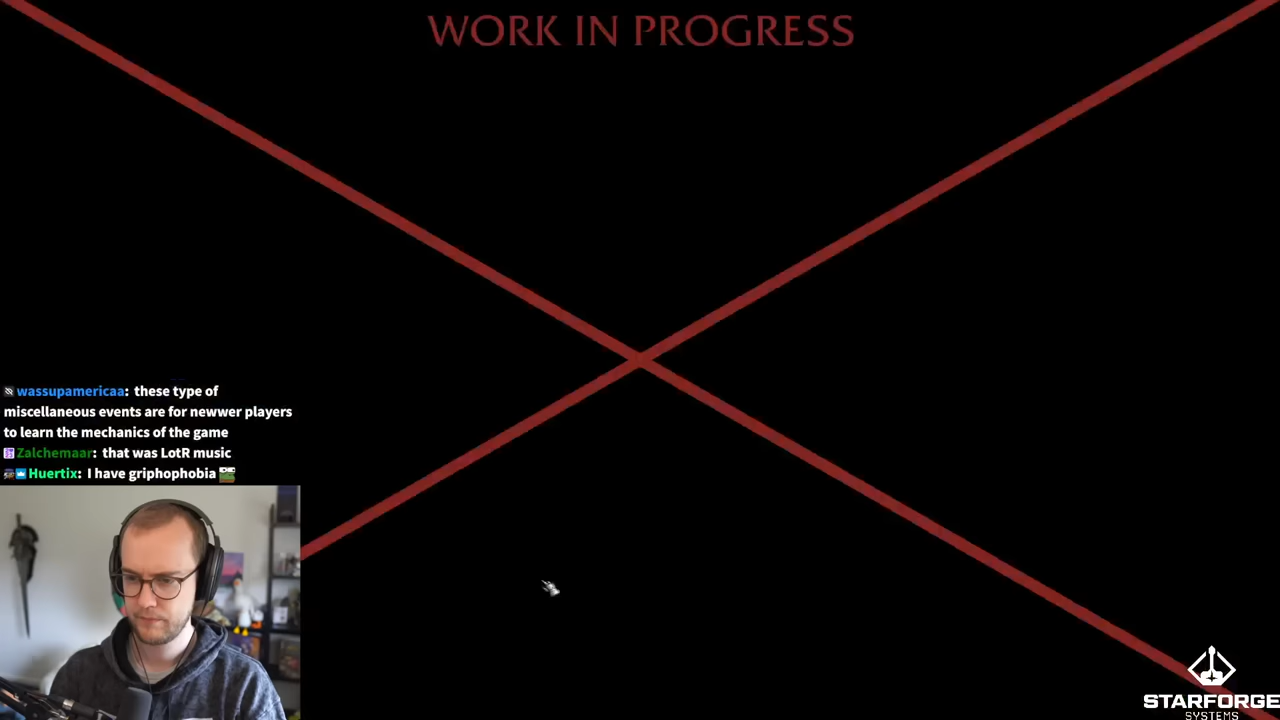 WORK IN PROGRESS
wassupamericaa: these type of
miscellaneous events are for newwer players
to learn the mechanics of the game
Zalchemaar: that was LotR music
Huertix: I have griphophobia
STARFORGE
SYSTEMS